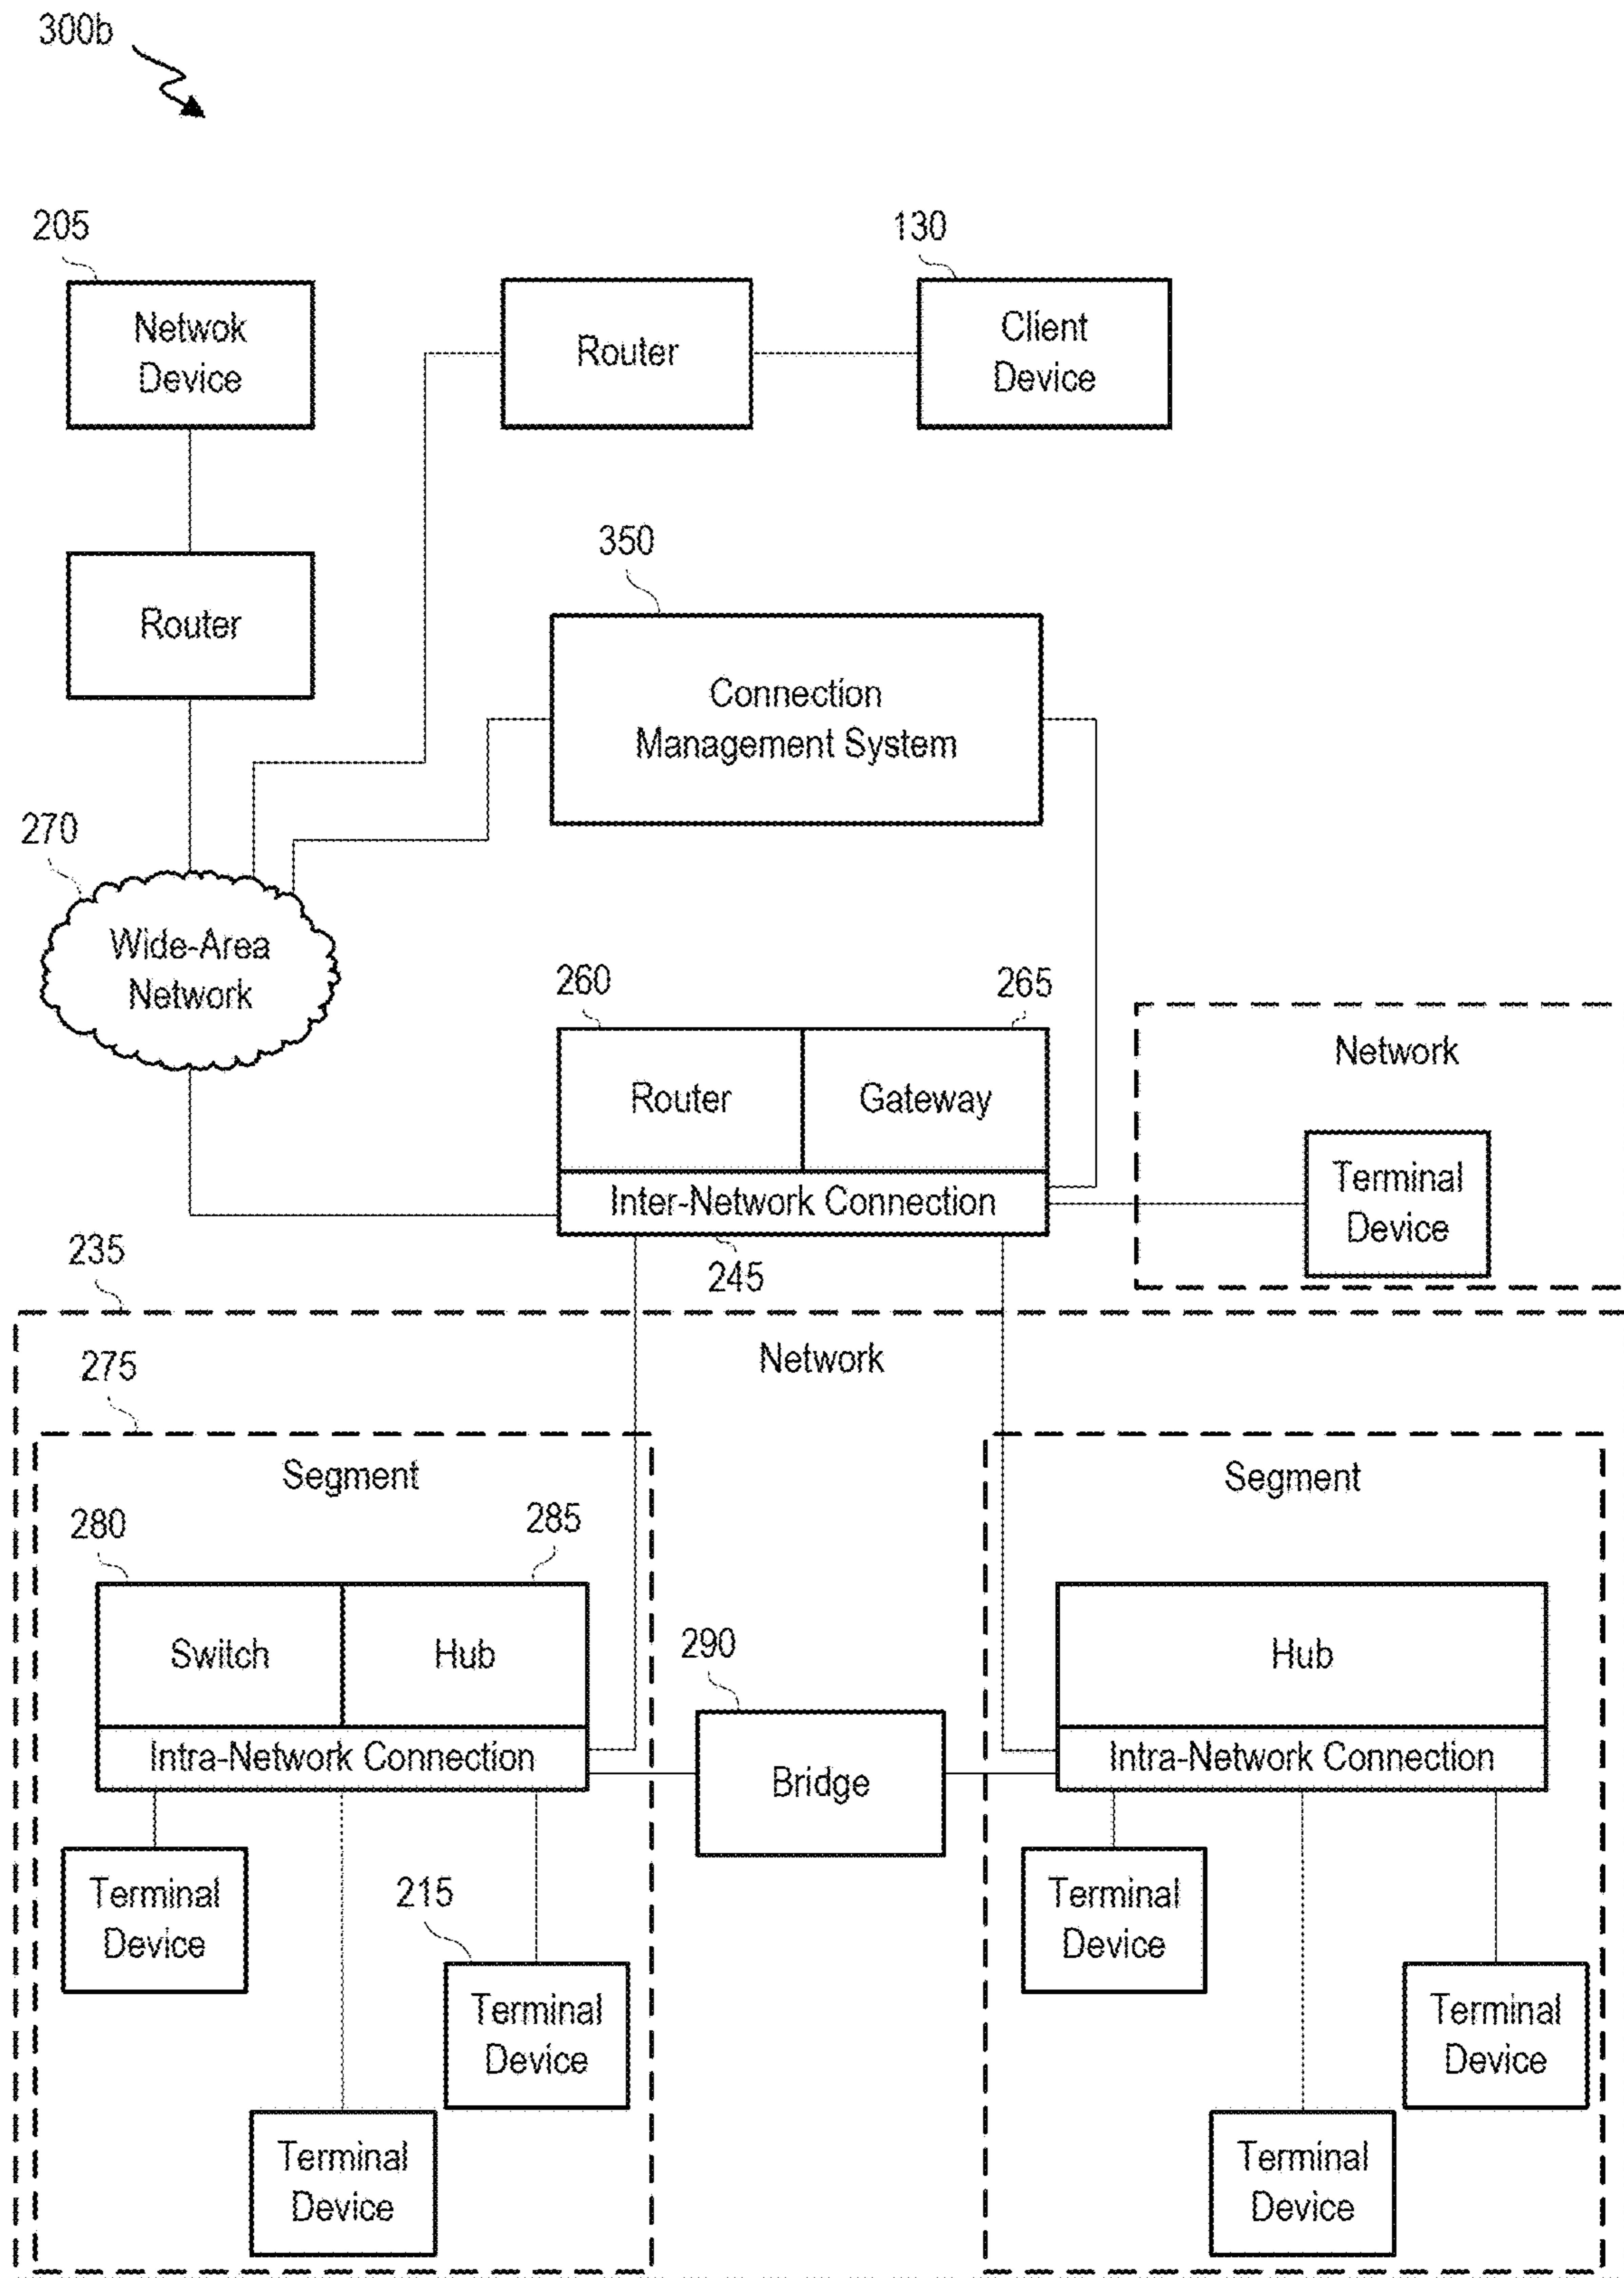 300b
205
130
Netwok
Device
Router
Client
Device
350
Router
Connection
Management System
270
Wide-Area
Network
260
265
Router
Gateway
Inter-Network Connection
245
Network
Terminal
Device
235
Network
275
Segment
280
285
Switch
Hub
Intra-Network Connection
290
Bridge
Segment
Hub
Intra-Network Connection
Terminal
Device
215
Terminal
Device
Terminal
Device
Terminal
Device
Terminal
Device
Terminal
Device